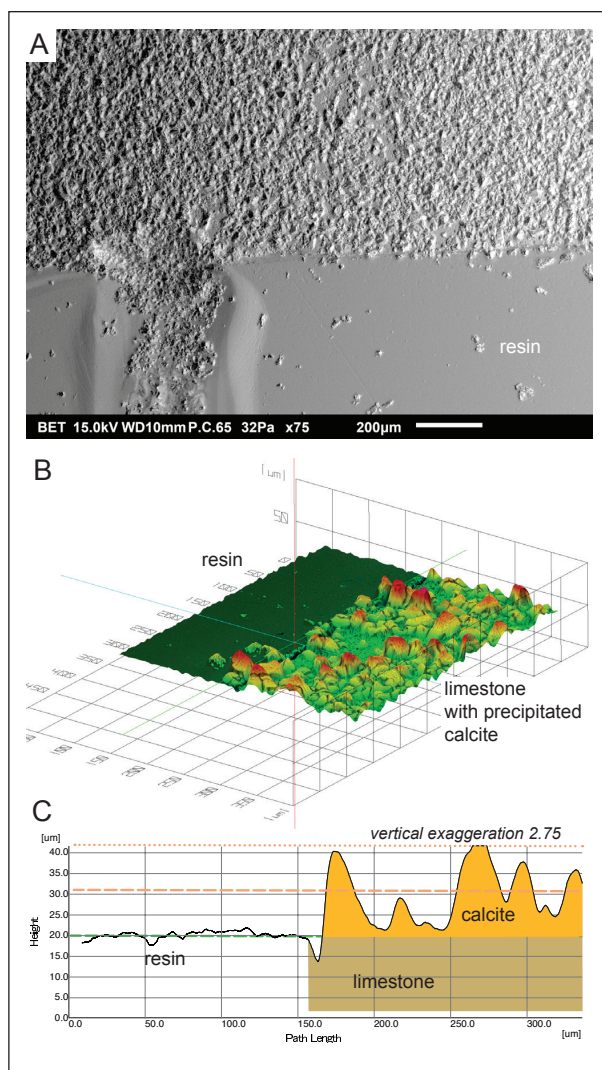 A
resin
BET 15.0kV WD10mm P.C.65 32Pa x75 200µm
B
[ um]
50
resin
limestone
with precipitated
calcite
C
vertical exaggeration 2.75
[um]
40.0
35.0
30.0
25.0
20.0
15.0
10.0
5.0
0.0
Height
calcite
resin
limestone
0.0 50.0 100.0 150.0 200.0 250.0 300.0
Path Length
[um]